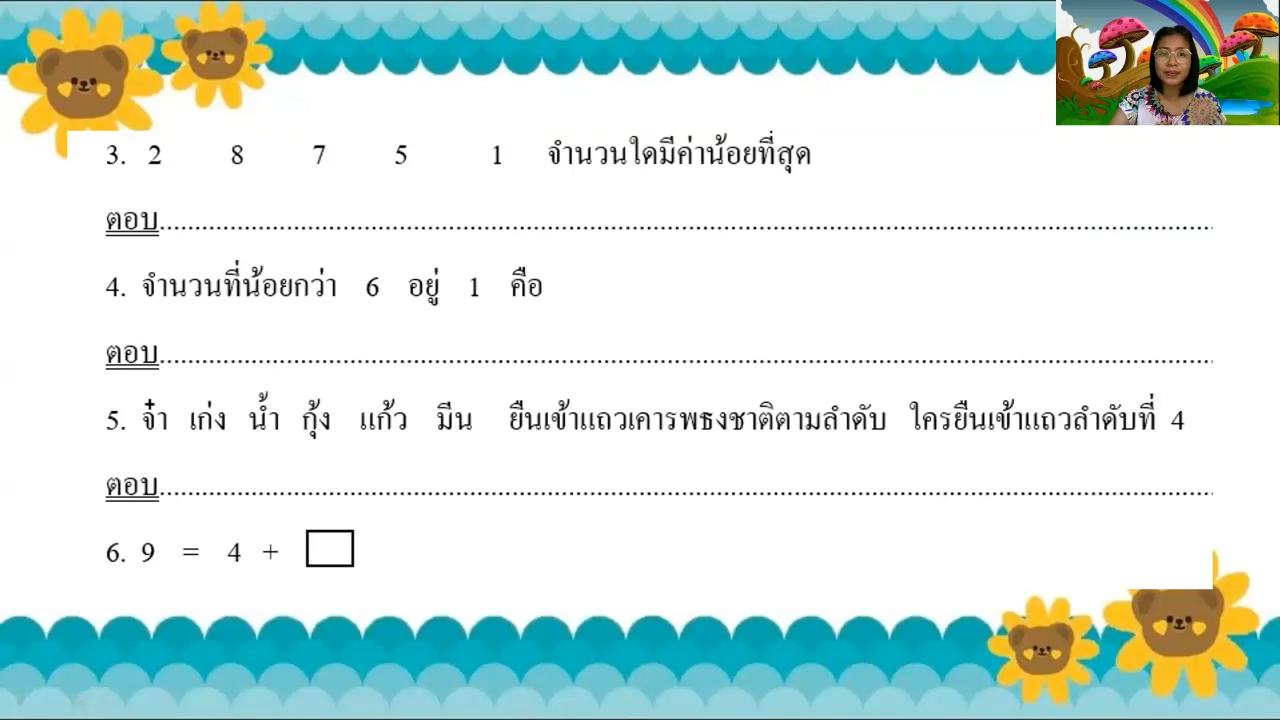 3. 2 8 7 5 1 จำนวนใดมีค่าน้อยที่สุด
ตอบ........................................................................................................................................................
4. จำนวนที่น้อยกว่า 6 อยู่ 1 คือ
ตอบ........................................................................................................................................................
5. จ๋ำ เก่ง น้ำ กุ้ง แก้ว มีน ยืนเข้าแถวเคารพธงชาติตามลำดับ ใครยืนเข้าแถวลำดับที่ 4
ตอบ........................................................................................................................................................
6. 9 = 4 +